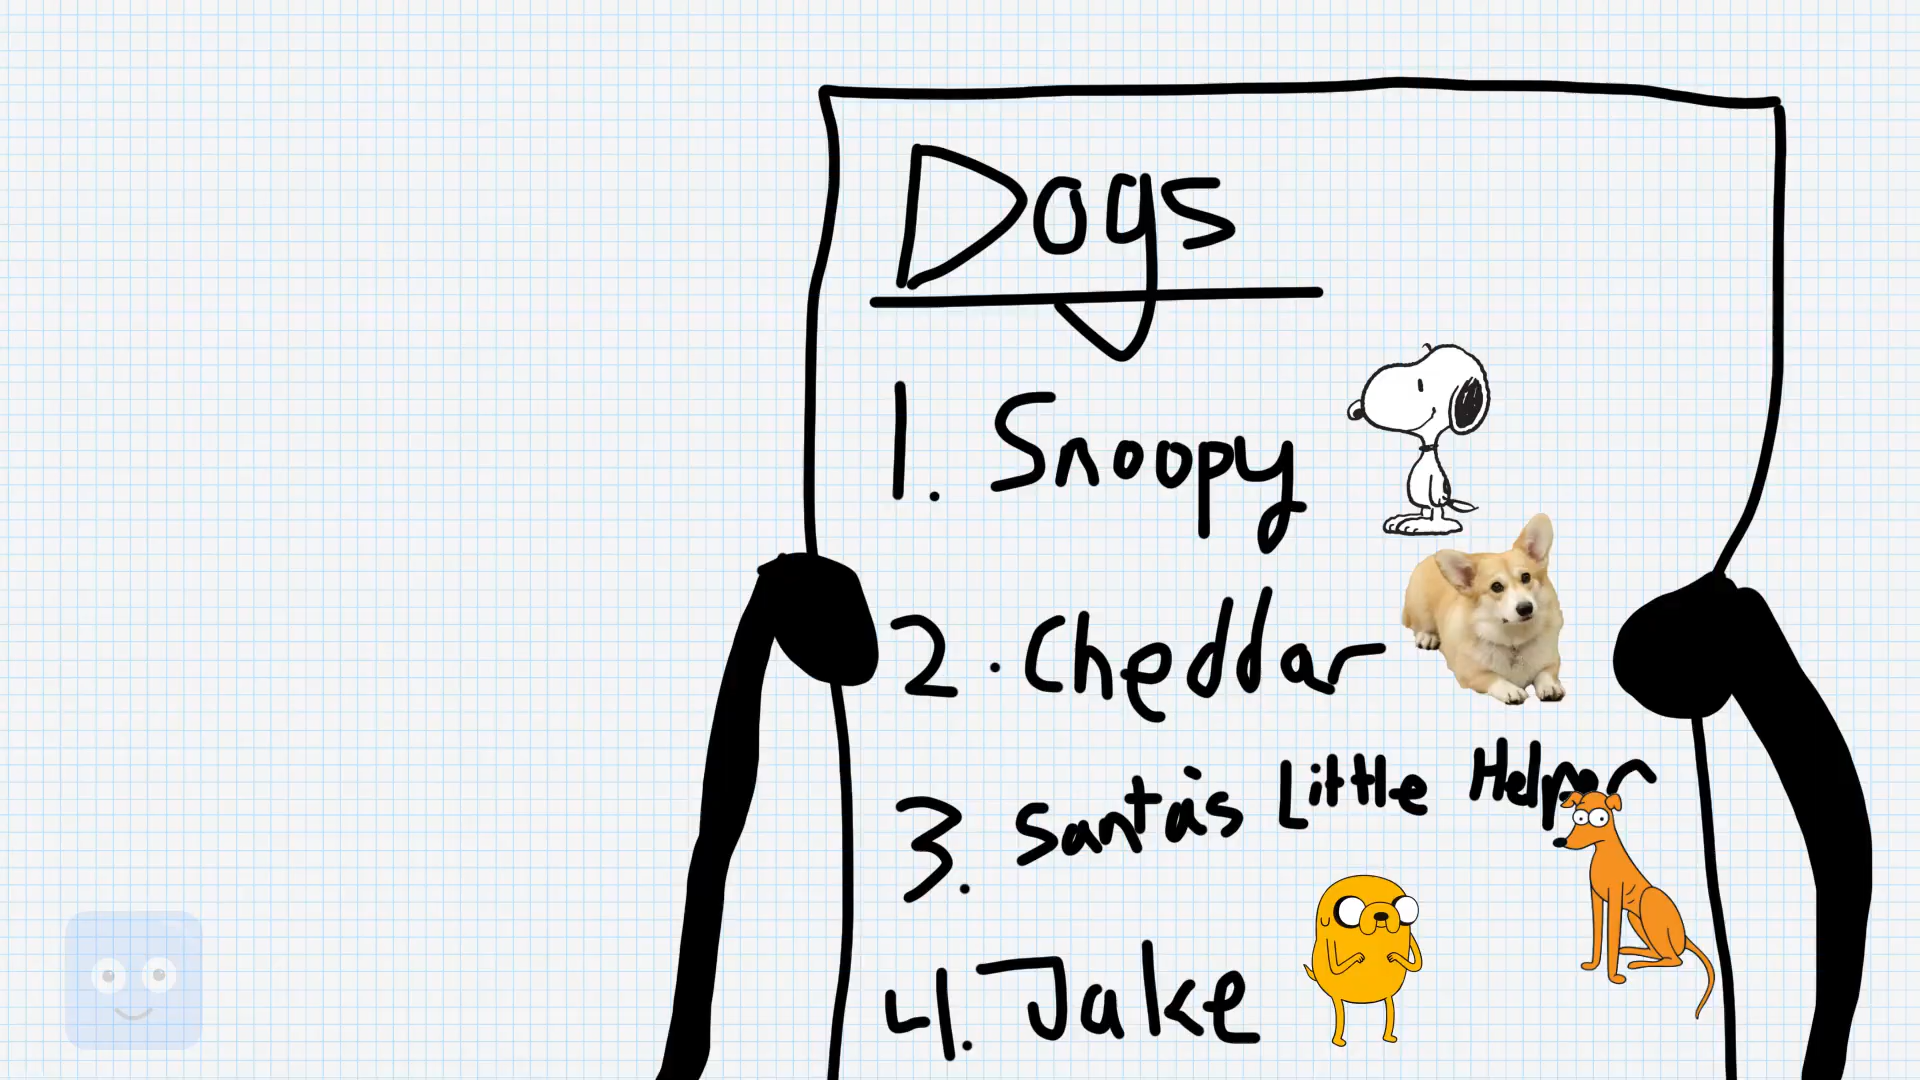 Dogs
1. Snoopy
2. Cheddar
3. Santa's Little Helper
4. Jake